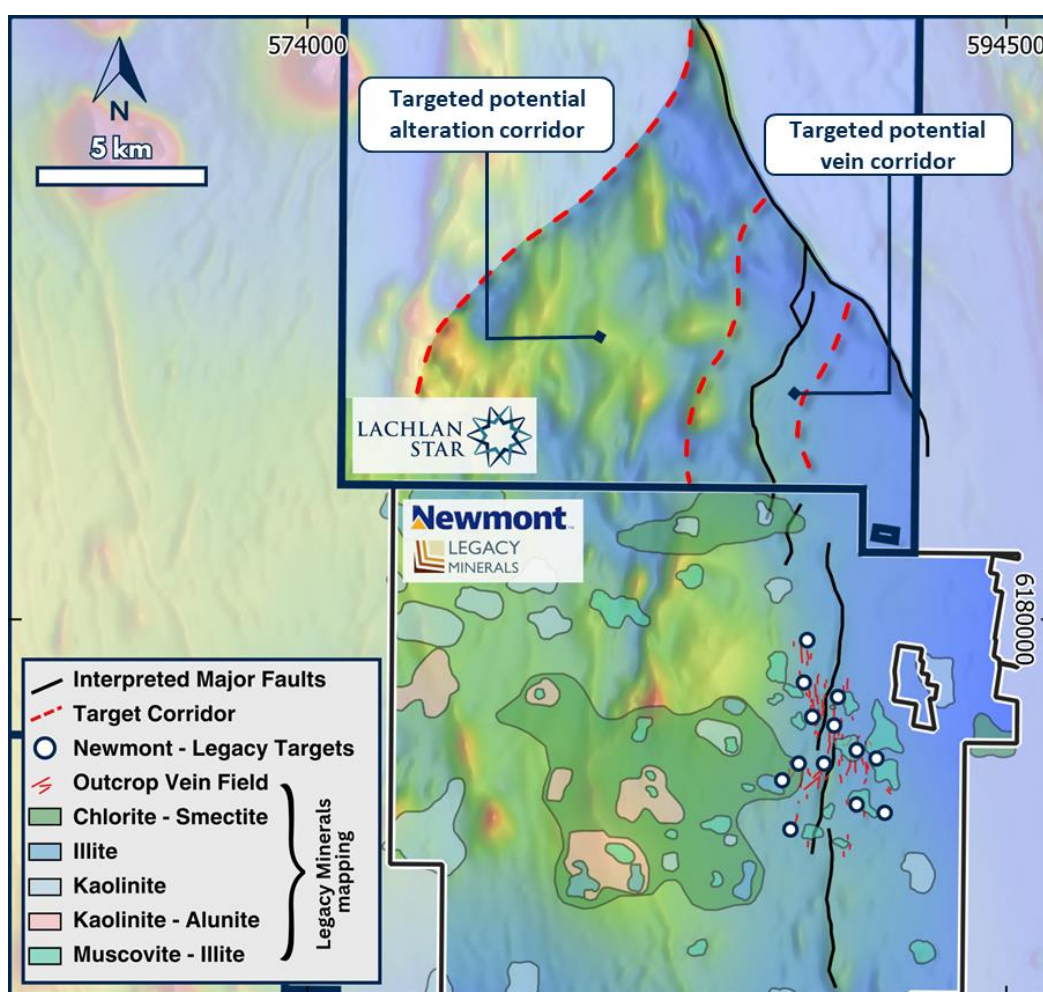 574000
594500
N
5 km
Targeted potential
alteration corridor
Targeted potential
vein corridor
LACHLAN
STAR
Newmont™
LEGACY
MINERALS
6180000
Interpreted Major Faults
Target Corridor
Newmont - Legacy Targets
Outcrop Vein Field
Chlorite - Smectite
Illite
Kaolinite
Kaolinite - Alunite
Muscovite - Illite
Legacy Minerals
mapping